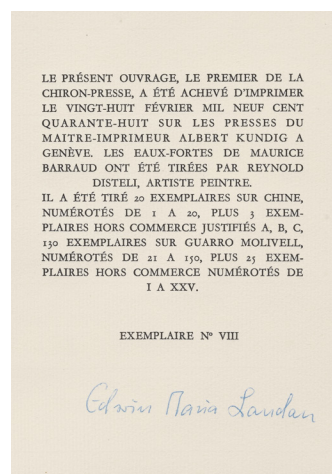 LE PRÉSENT OUVRAGE, LE PREMIER DE LA
CHIRON-PRESSE, A ÉTÉ ACHEVÉ D'IMPRIMER
LE VINGT-HUIT FÉVRIER MIL NEUF CENT
QUARANTE-HUIT SUR LES PRESSES DU
MAITRE-IMPRIMEUR ALBERT KUNDIG A
GENÈVE. LES EAUX-FORTES DE MAURICE
BARRAUD ONT ÉTÉ TIRÉES PAR REYNOLD
DISTELI, ARTISTE PEINTRE.
IL A ÉTÉ TIRÉ 20 EXEMPLAIRES SUR CHINE,
NUMÉROTÉS DE 1 A 20, PLUS 3 EXEM-
PLAIRES HORS COMMERCE JUSTIFIÉS A, B, C,
130 EXEMPLAIRES SUR GUARRO MOLIVELL,
NUMÉROTÉS DE 21 A 150, PLUS 25 EXEM-
PLAIRES HORS COMMERCE NUMÉROTÉS DE
I A XXV.
EXEMPLAIRE Nº VIII
Edwin Maria Landau